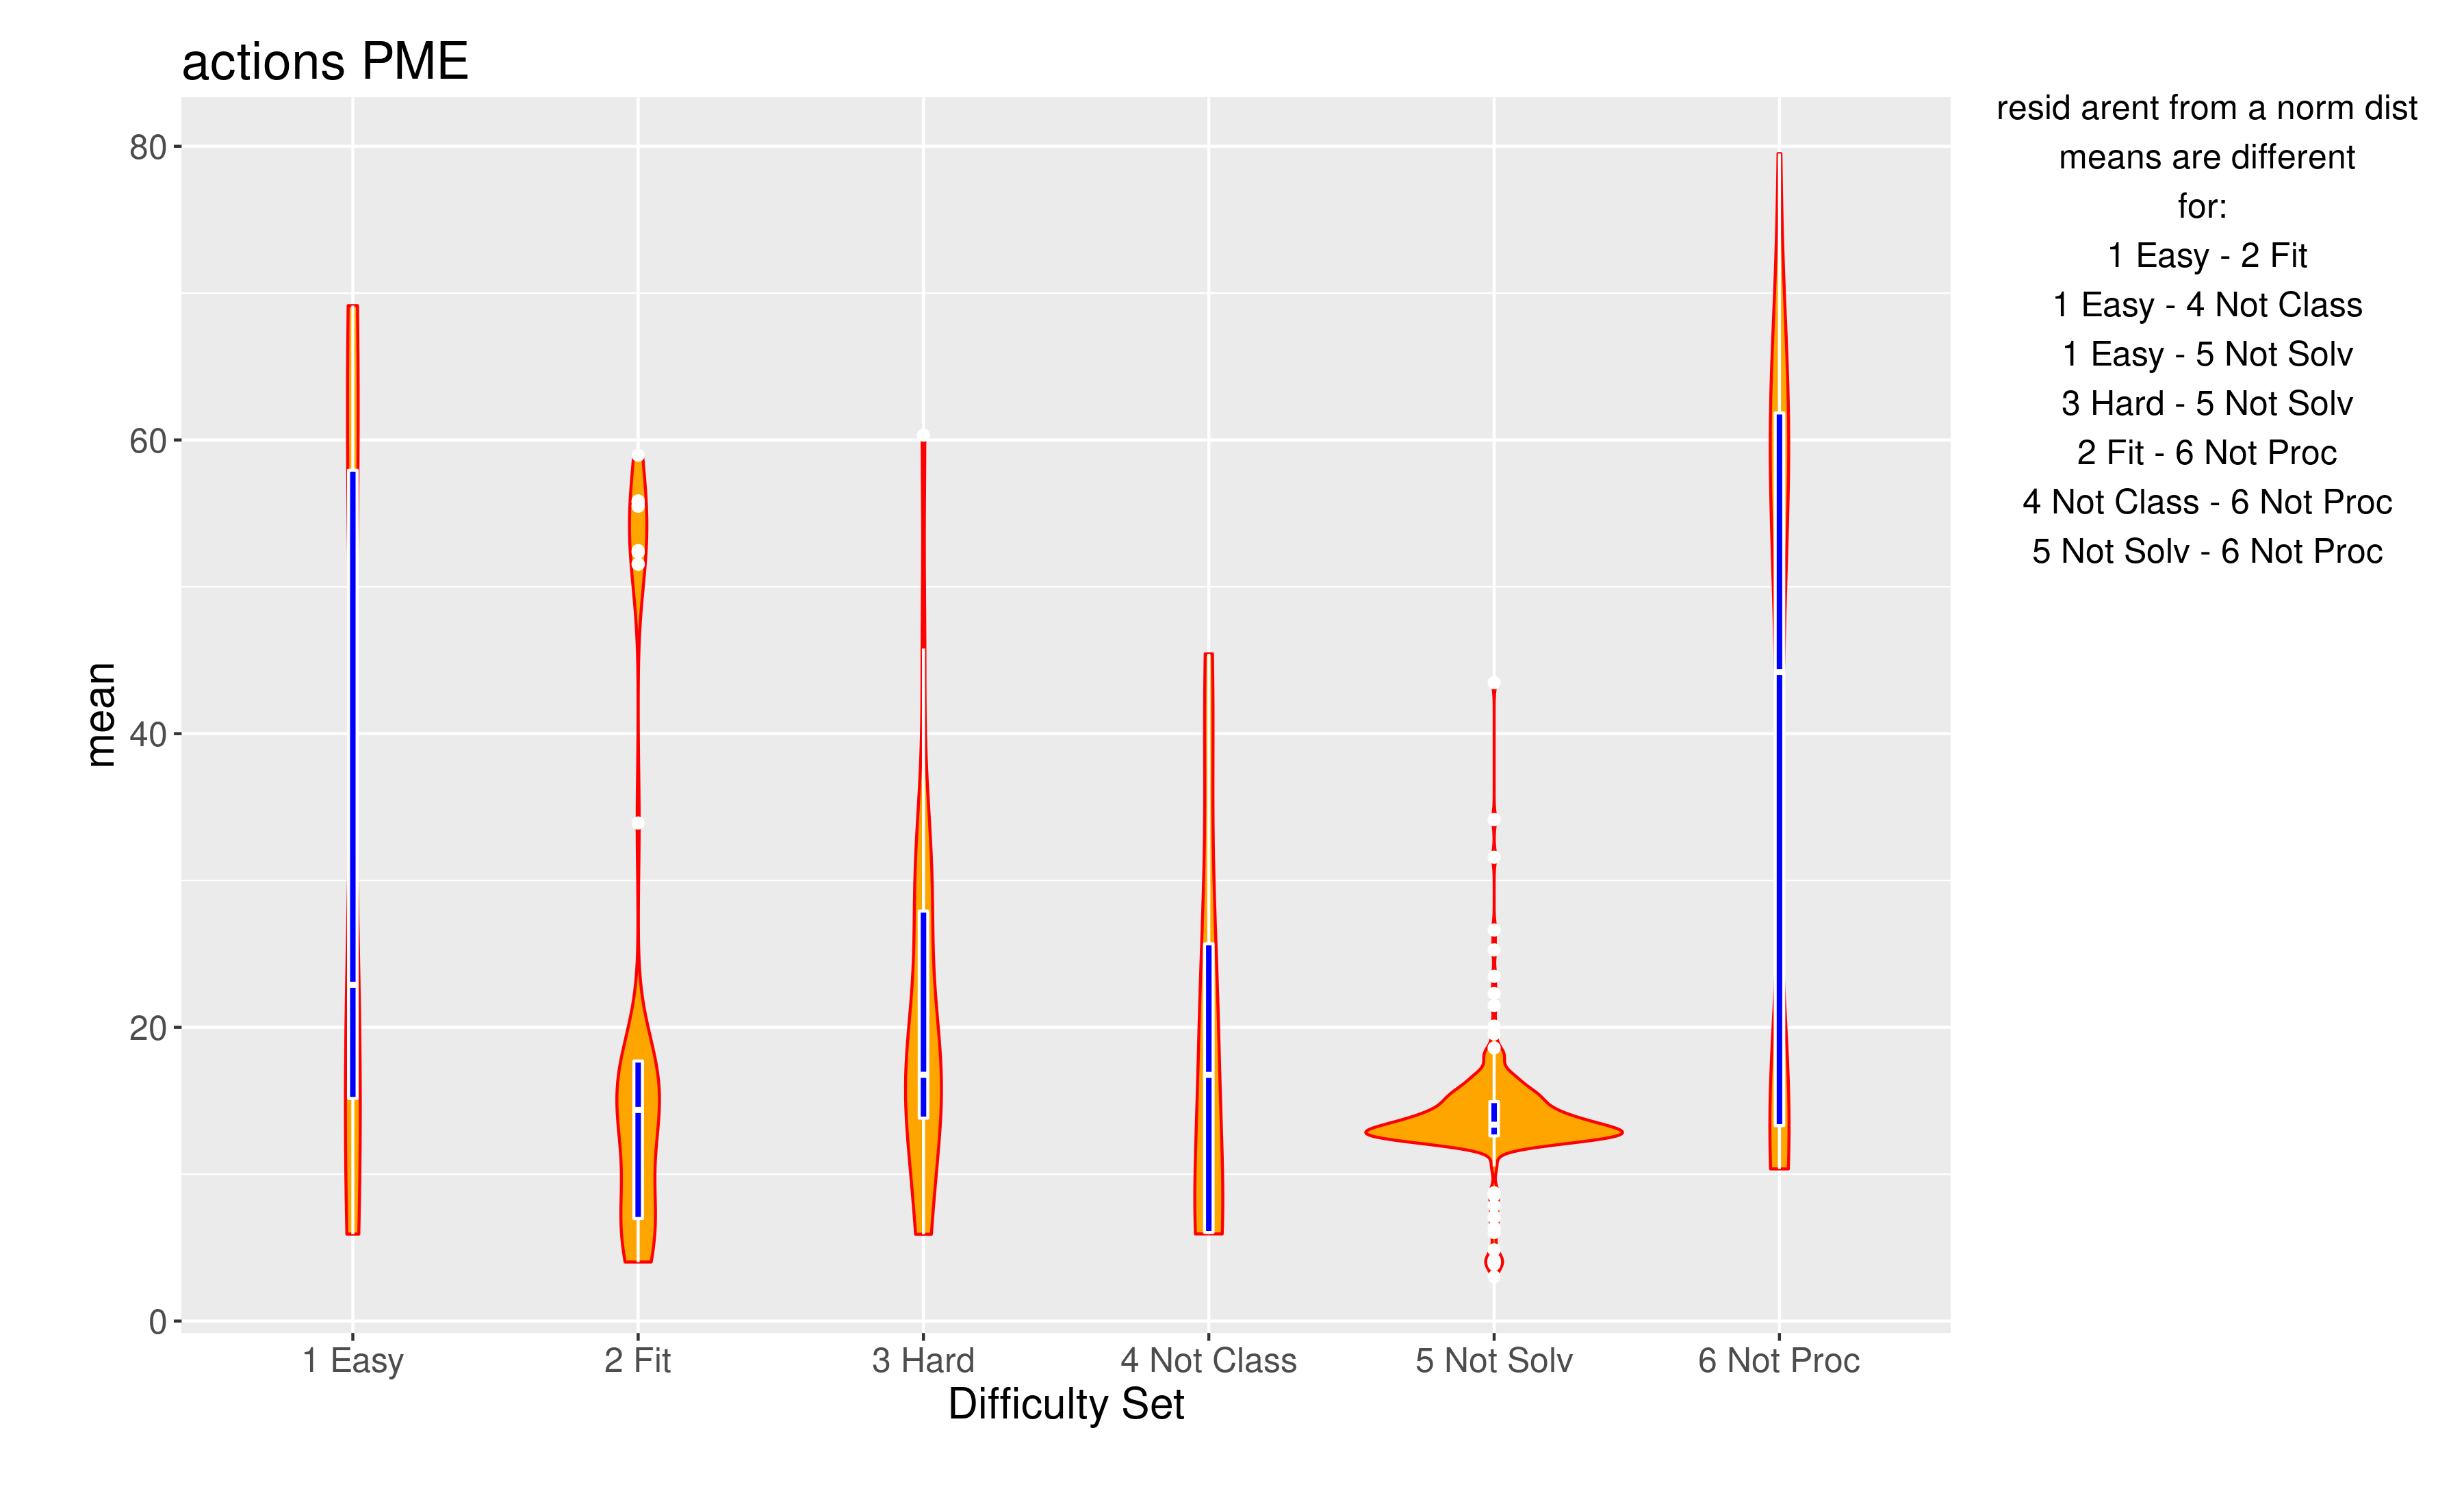 actions PME
resid arent from a norm dist
means are different
for:
1 Easy - 2 Fit
1 Easy - 4 Not Class
1 Easy - 5 Not Solv
3 Hard - 5 Not Solv
2 Fit - 6 Not Proc
4 Not Class - 6 Not Proc
5 Not Solv - 6 Not Proc
mean
80
60
40
20
0
1 Easy
2 Fit
3 Hard
4 Not Class
5 Not Solv
6 Not Proc
Difficulty Set